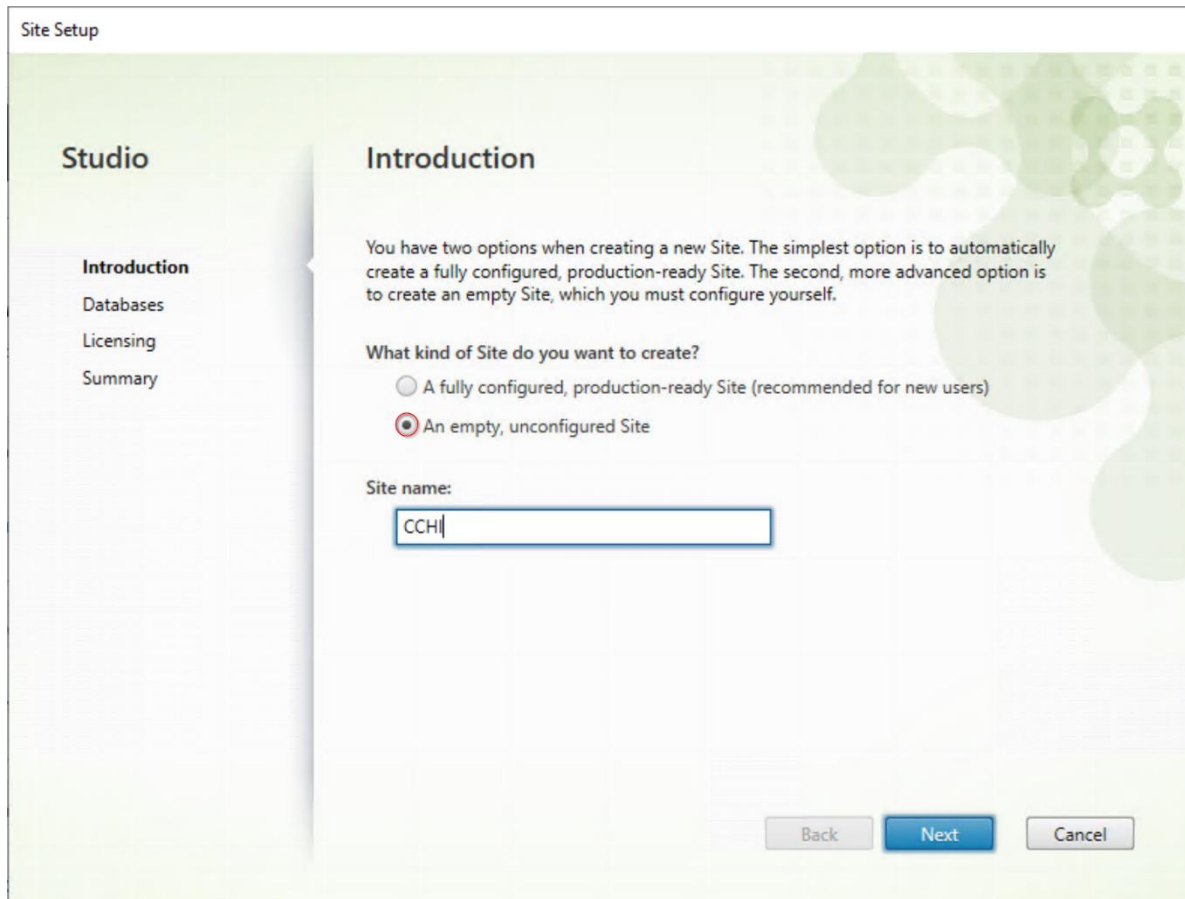 Site Setup
Studio
Introduction
Databases
Licensing
Summary
Introduction
You have two options when creating a new Site. The simplest option is to automatically
create a fully configured, production-ready Site. The second, more advanced option is
to create an empty Site, which you must configure yourself.
What kind of Site do you want to create?
A fully configured, production-ready Site (recommended for new users)
An empty, unconfigured Site
Site name:
CCHI
Back
Next
Cancel